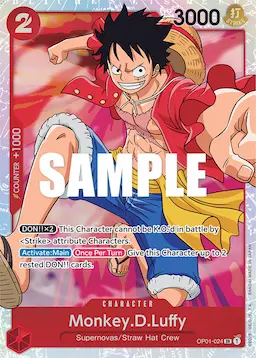 2
3000
打
COUNTER +1000
SAMPLE
DON!!×2 This Character cannot be K.O.'d in battle by
<Strike> attribute Characters.
Activate:Main Once Per Turn Give this Character up to 2
rested DON!! cards.
CHARACTER
Monkey.D.Luffy
Supernovas/Straw Hat Crew
OP01-024 SR